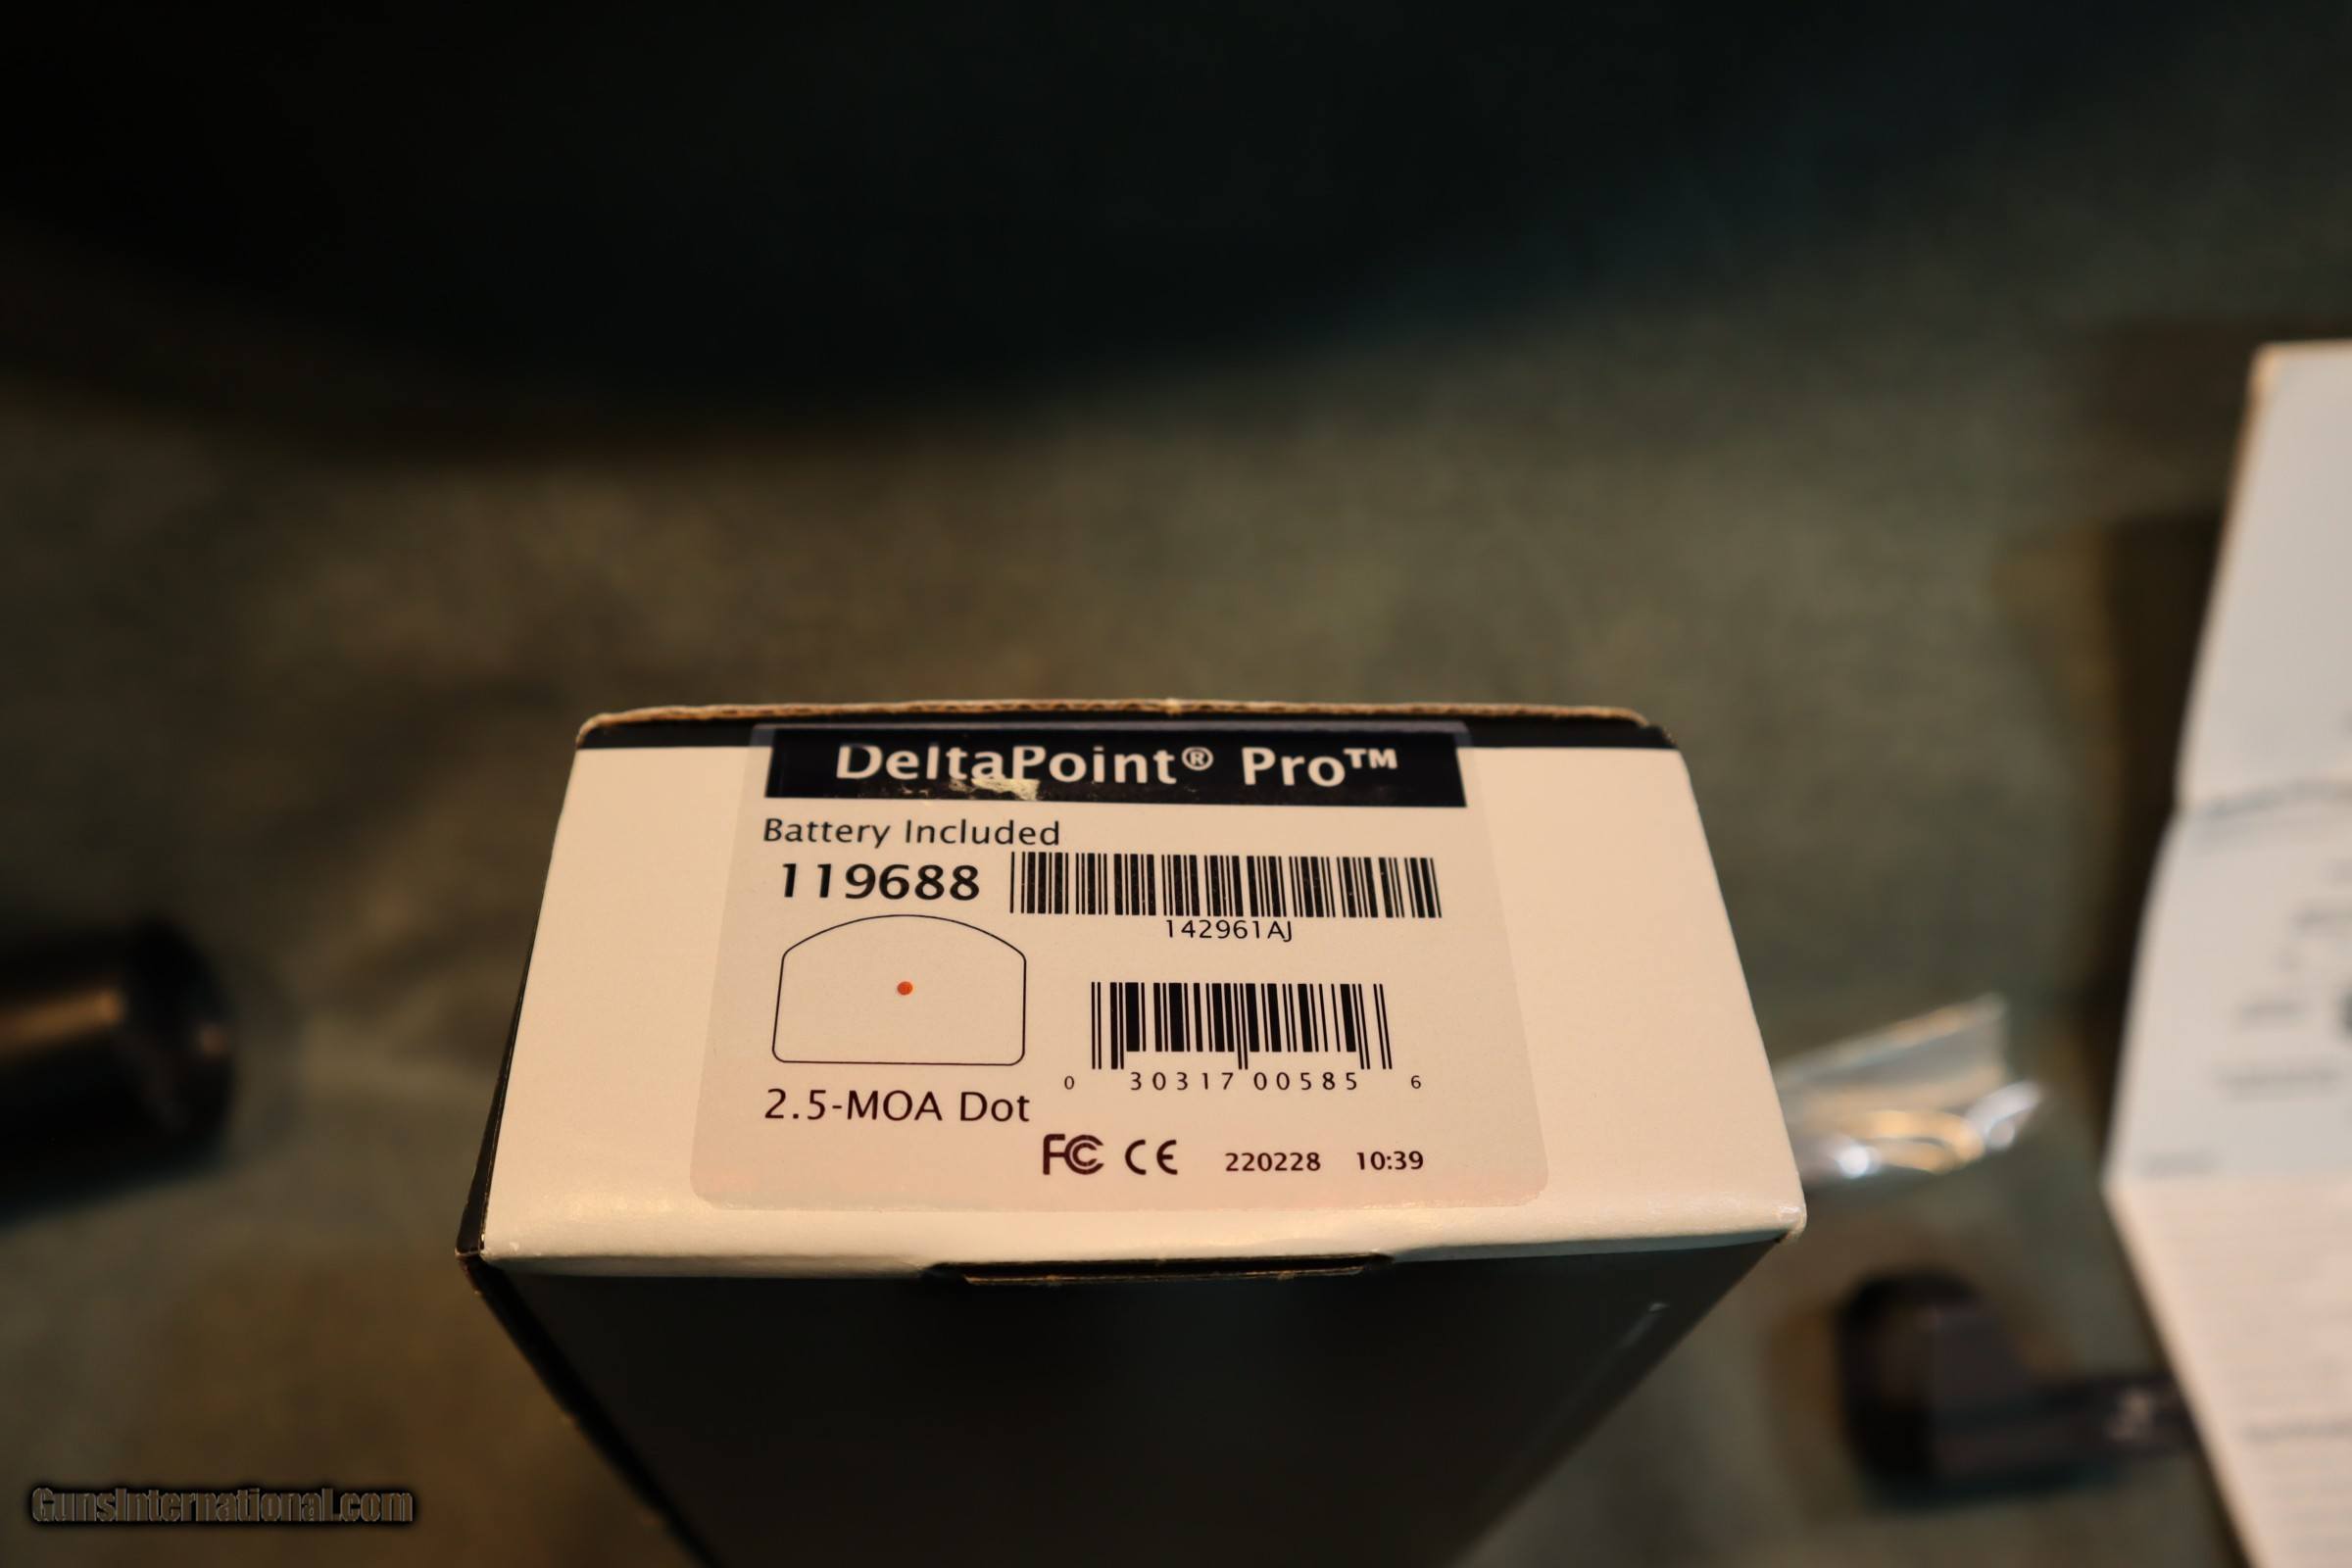 DeltaPoint® Pro™
Battery Included
119688
142961AJ
0 30317 00585 6
2.5-MOA Dot
FC CE 220228 10:39
GunsInternational.com